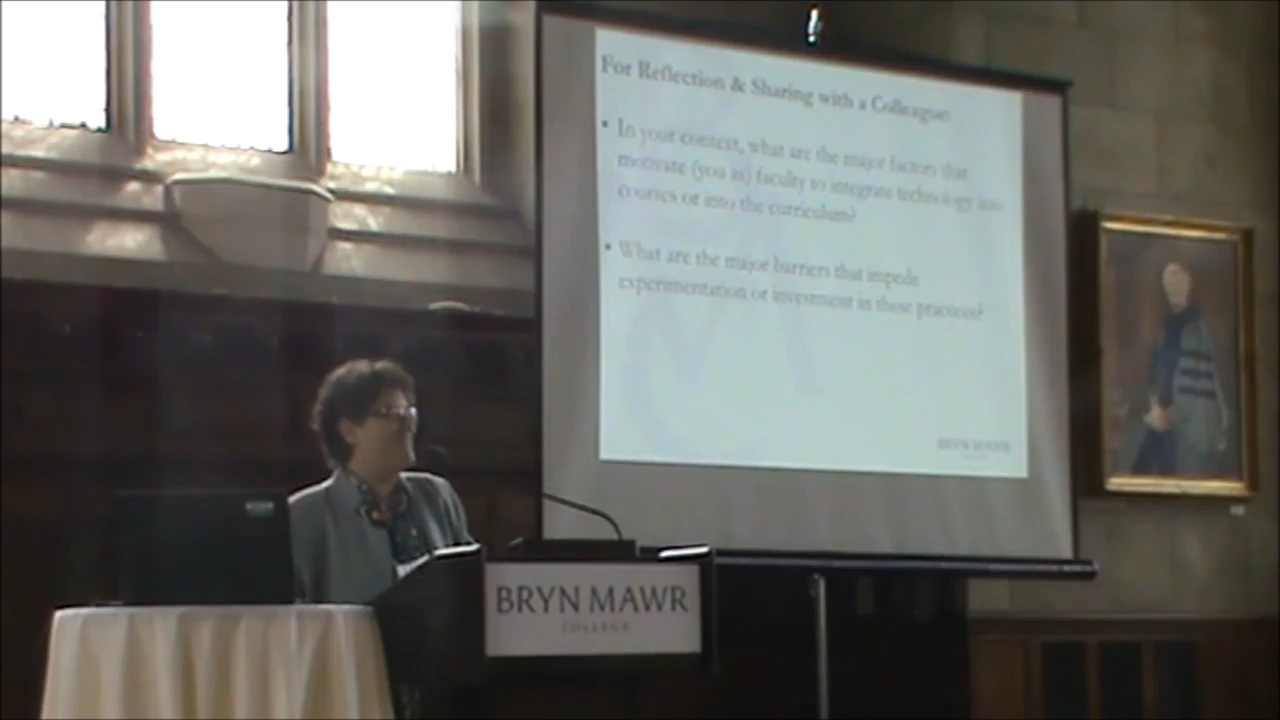 For Reflection & Sharing with a Colleague:
• In your context, what are the major factors that
motivate (you as) faculty to integrate technology into
courses or into the curriculum?
• What are the major barriers that impede
experimentation or investment in these practices?
BRYN MAWR
BRYN MAWR
COLLEGE